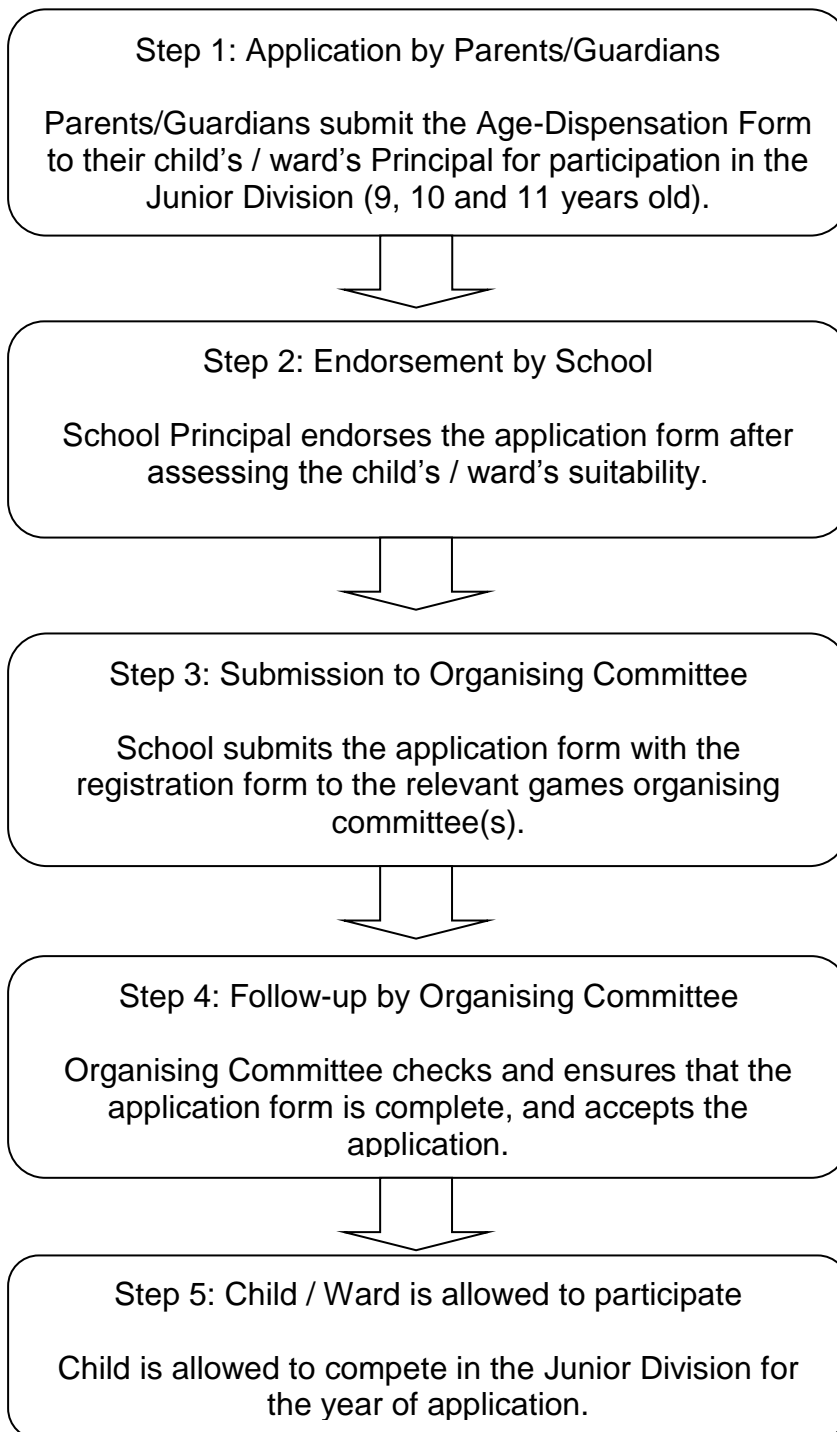 Step 1: Application by Parents/Guardians
Parents/Guardians submit the Age-Dispensation Form
to their child's / ward's Principal for participation in the
Junior Division (9, 10 and 11 years old).
Step 2: Endorsement by School
School Principal endorses the application form after
assessing the child's / ward's suitability.
Step 3: Submission to Organising Committee
School submits the application form with the
registration form to the relevant games organising
committee(s).
Step 4: Follow-up by Organising Committee
Organising Committee checks and ensures that the
application form is complete, and accepts the
application.
Step 5: Child / Ward is allowed to participate
Child is allowed to compete in the Junior Division for
the year of application.